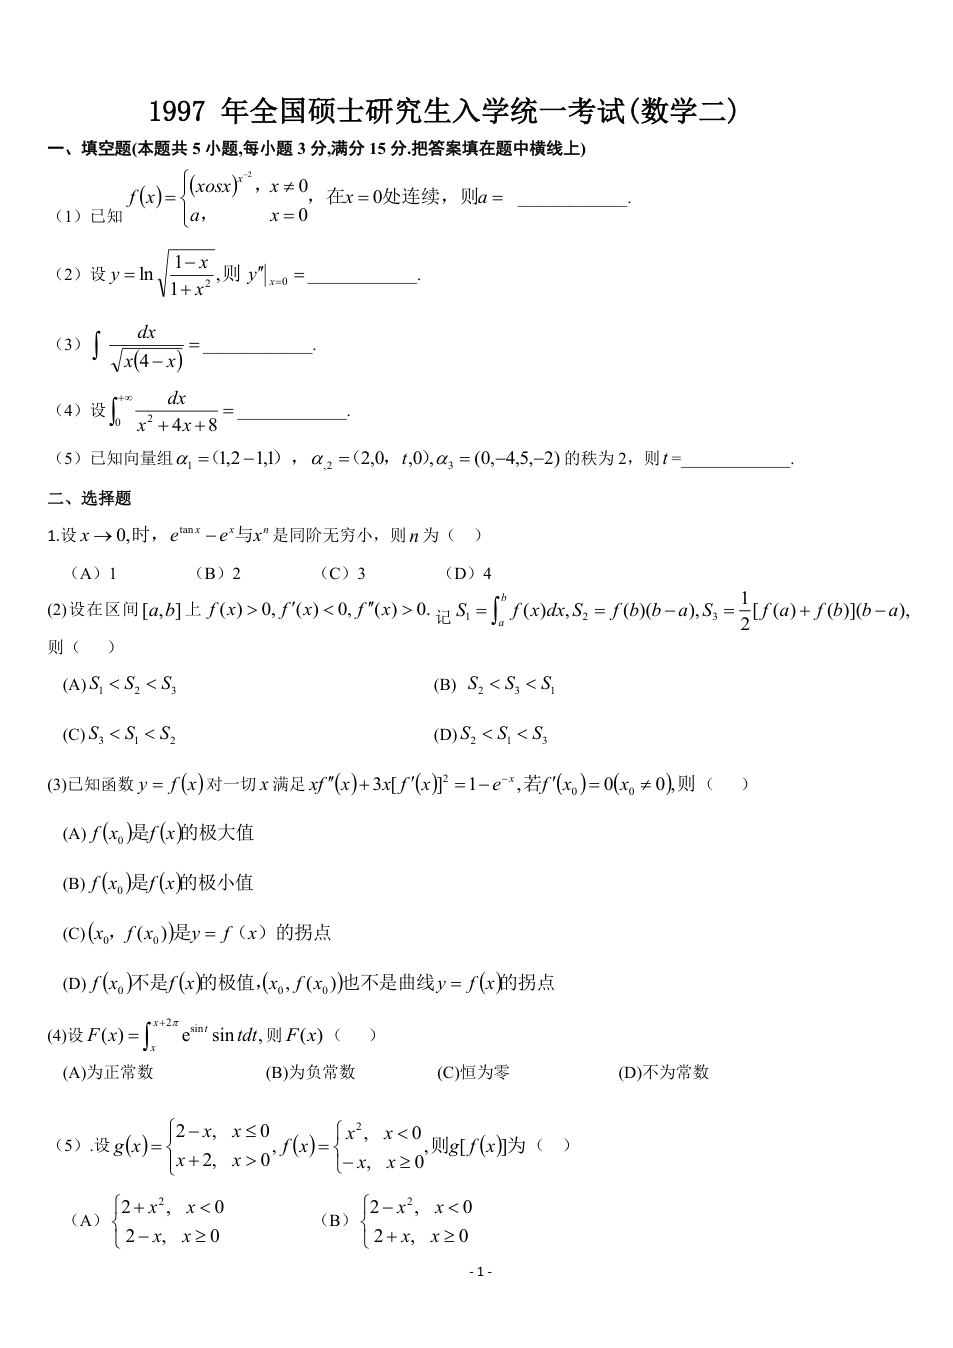 1997 年全国硕士研究生入学统一考试(数学二)
一、填空题(本题共 5 小题,每小题 3 分,满分 15 分.把答案填在题中横线上)
（1）已知 f(x)={(xosx)^{x^{-2}}，x≠0 a， x=0 ，在x=0处连续，则a= _____________.
（2）设 y=ln√((1−x)/(1+x²)),则 y″|_{x=0}=_____________.
（3）∫ dx/√(x(4−x)) =_____________.
（4）设∫_0^{+∞} dx/(x²+4x+8) =_____________.
（5）已知向量组α₁=(1,2−1,1），α_{,2}=(2,0，t,0),α₃=(0,−4,5,−2) 的秩为 2，则 t =_____________.
二、选择题
1.设 x→0,时，e^{tan x}−e^x与x^n 是同阶无穷小，则 n 为（ ）
（A）1 （B）2 （C）3 （D）4
(2)设在区间[a,b]上 f(x)>0, f′(x)<0, f″(x)>0. 记 S₁=∫_a^b f(x)dx, S₂=f(b)(b−a), S₃=1/2[f(a)+f(b)](b−a),
则（ ）
(A) S₁<S₂<S₃ (B) S₂<S₃<S₁
(C) S₃<S₁<S₂ (D) S₂<S₁<S₃
(3)已知函数 y=f(x)对一切 x 满足 xf″(x)+3x[f′(x)]²=1−e^{−x},若f′(x₀)=0(x₀≠0),则（ ）
(A) f(x₀)是f(x)的极大值
(B) f(x₀)是f(x)的极小值
(C) (x₀，f(x₀))是y=f（x）的拐点
(D) f(x₀)不是f(x)的极值,(x₀,f(x₀))也不是曲线y=f(x)的拐点
(4)设 F(x)=∫_x^{x+2π} e^{sin t} sin tdt, 则 F(x)（ ）
(A)为正常数 (B)为负常数 (C)恒为零 (D)不为常数
（5）.设 g(x)={2−x, x≤0 x+2, x>0, f(x)={x², x<0 −x, x≥0,则g[f(x)]为（ ）
（A）{2+x², x<0 2−x, x≥0 （B）{2−x², x<0 2+x, x≥0
- 1 -